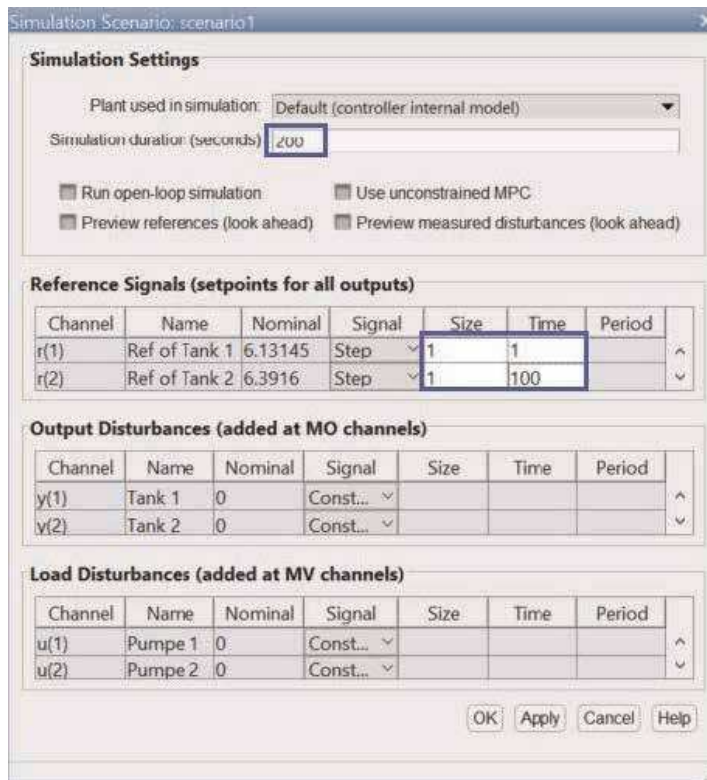 Simulation Scenario: scenario1
Simulation Settings
Plant used in simulation: Default (controller internal model)
Simulation duration (seconds) 200
Run open-loop simulation Use unconstrained MPC
Preview references (look ahead) Preview measured disturbances (look ahead)
Reference Signals (setpoints for all outputs)
Channel Name Nominal Signal Size Time Period
r(1) Ref of Tank 1 6.13145 Step 1 1
r(2) Ref of Tank 2 6.3916 Step 1 100
Output Disturbances (added at MO channels)
Channel Name Nominal Signal Size Time Period
y(1) Tank 1 0 Const...
y(2) Tank 2 0 Const...
Load Disturbances (added at MV channels)
Channel Name Nominal Signal Size Time Period
u(1) Pumpe 1 0 Const...
u(2) Pumpe 2 0 Const...
OK Apply Cancel Help